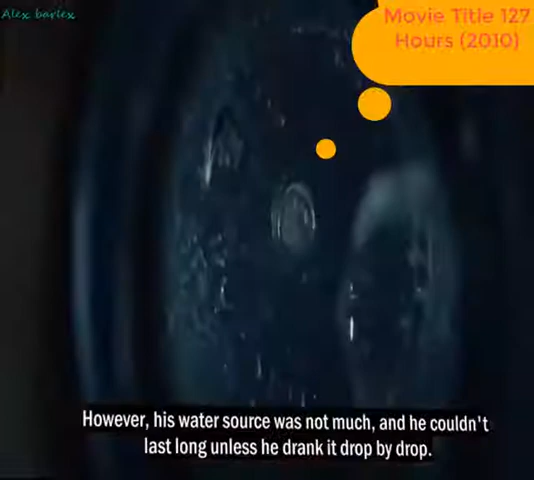 Alex bartex
Movie Title 127
Hours (2010)
However, his water source was not much, and he couldn't
last long unless he drank it drop by drop.